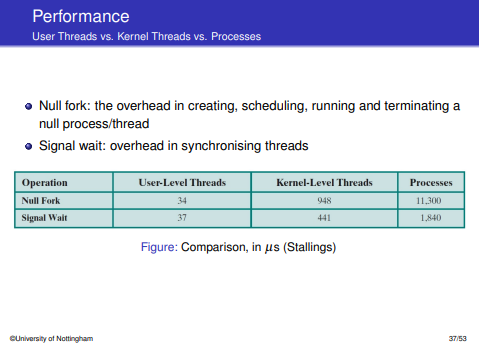 Performance
User Threads vs. Kernel Threads vs. Processes
Null fork: the overhead in creating, scheduling, running and terminating a
null process/thread
Signal wait: overhead in synchronising threads
Operation User-Level Threads Kernel-Level Threads Processes
Null Fork 34 948 11,300
Signal Wait 37 441 1,840
Figure: Comparison, in μs (Stallings)
©University of Nottingham 37/53